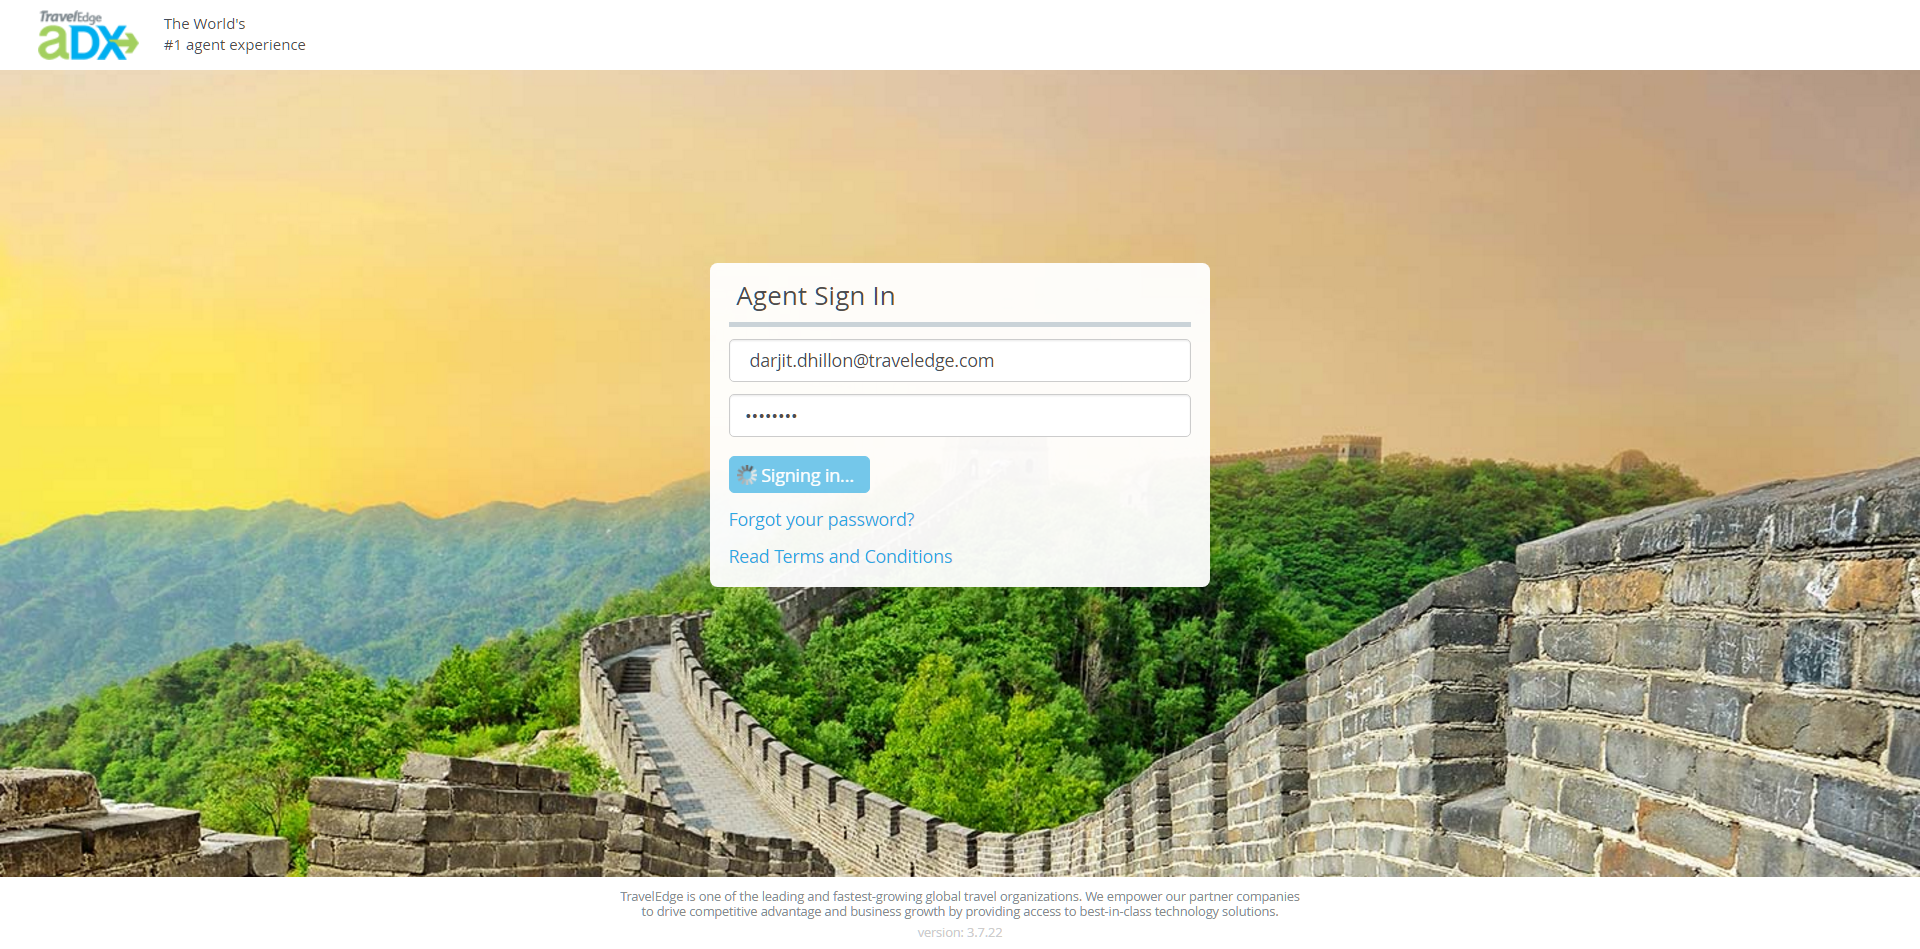 TravelEdge
aDX
The World's
#1 agent experience
Agent Sign In
darjit.dhillon@traveledge.com
••••••••
Signing in...
Forgot your password?
Read Terms and Conditions
TravelEdge is one of the leading and fastest-growing global travel organizations. We empower our partner companies
to drive competitive advantage and business growth by providing access to best-in-class technology solutions.
version: 3.7.22